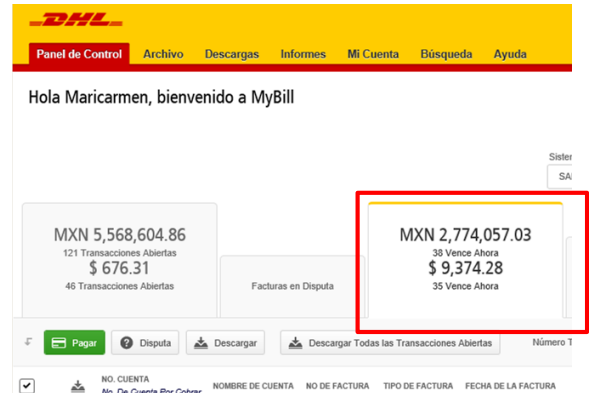 DHL
Panel de Control Archivo Descargas Informes Mi Cuenta Búsqueda Ayuda
Hola Maricarmen, bienvenido a MyBill
MXN 5,568,604.86
121 Transacciones Abiertas
$ 676.31
46 Transacciones Abiertas
Facturas en Disputa
MXN 2,774,057.03
38 Vence Ahora
$ 9,374.28
35 Vence Ahora
Pagar Disputa Descargar Descargar Todas las Transacciones Abiertas Número
NO. CUENTA
No. De Cuenta Por Cobrar
NOMBRE DE CUENTA NO DE FACTURA TIPO DE FACTURA FECHA DE LA FACTURA